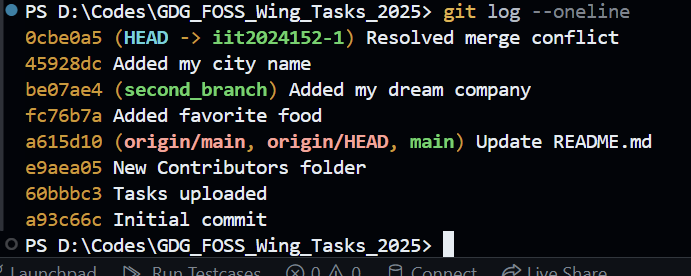 PS D:\Codes\GDG_FOSS_Wing_Tasks_2025> git log --oneline
0cbe0a5 (HEAD -> iit2024152-1) Resolved merge conflict
45928dc Added my city name
be07ae4 (second_branch) Added my dream company
fc76b7a Added favorite food
a615d10 (origin/main, origin/HEAD, main) Update README.md
e9aea05 New Contributors folder
60bbbc3 Tasks uploaded
a93c66c Initial commit
PS D:\Codes\GDG_FOSS_Wing_Tasks_2025>
Launchpad Run Testcases 0 0 Connect Live Share